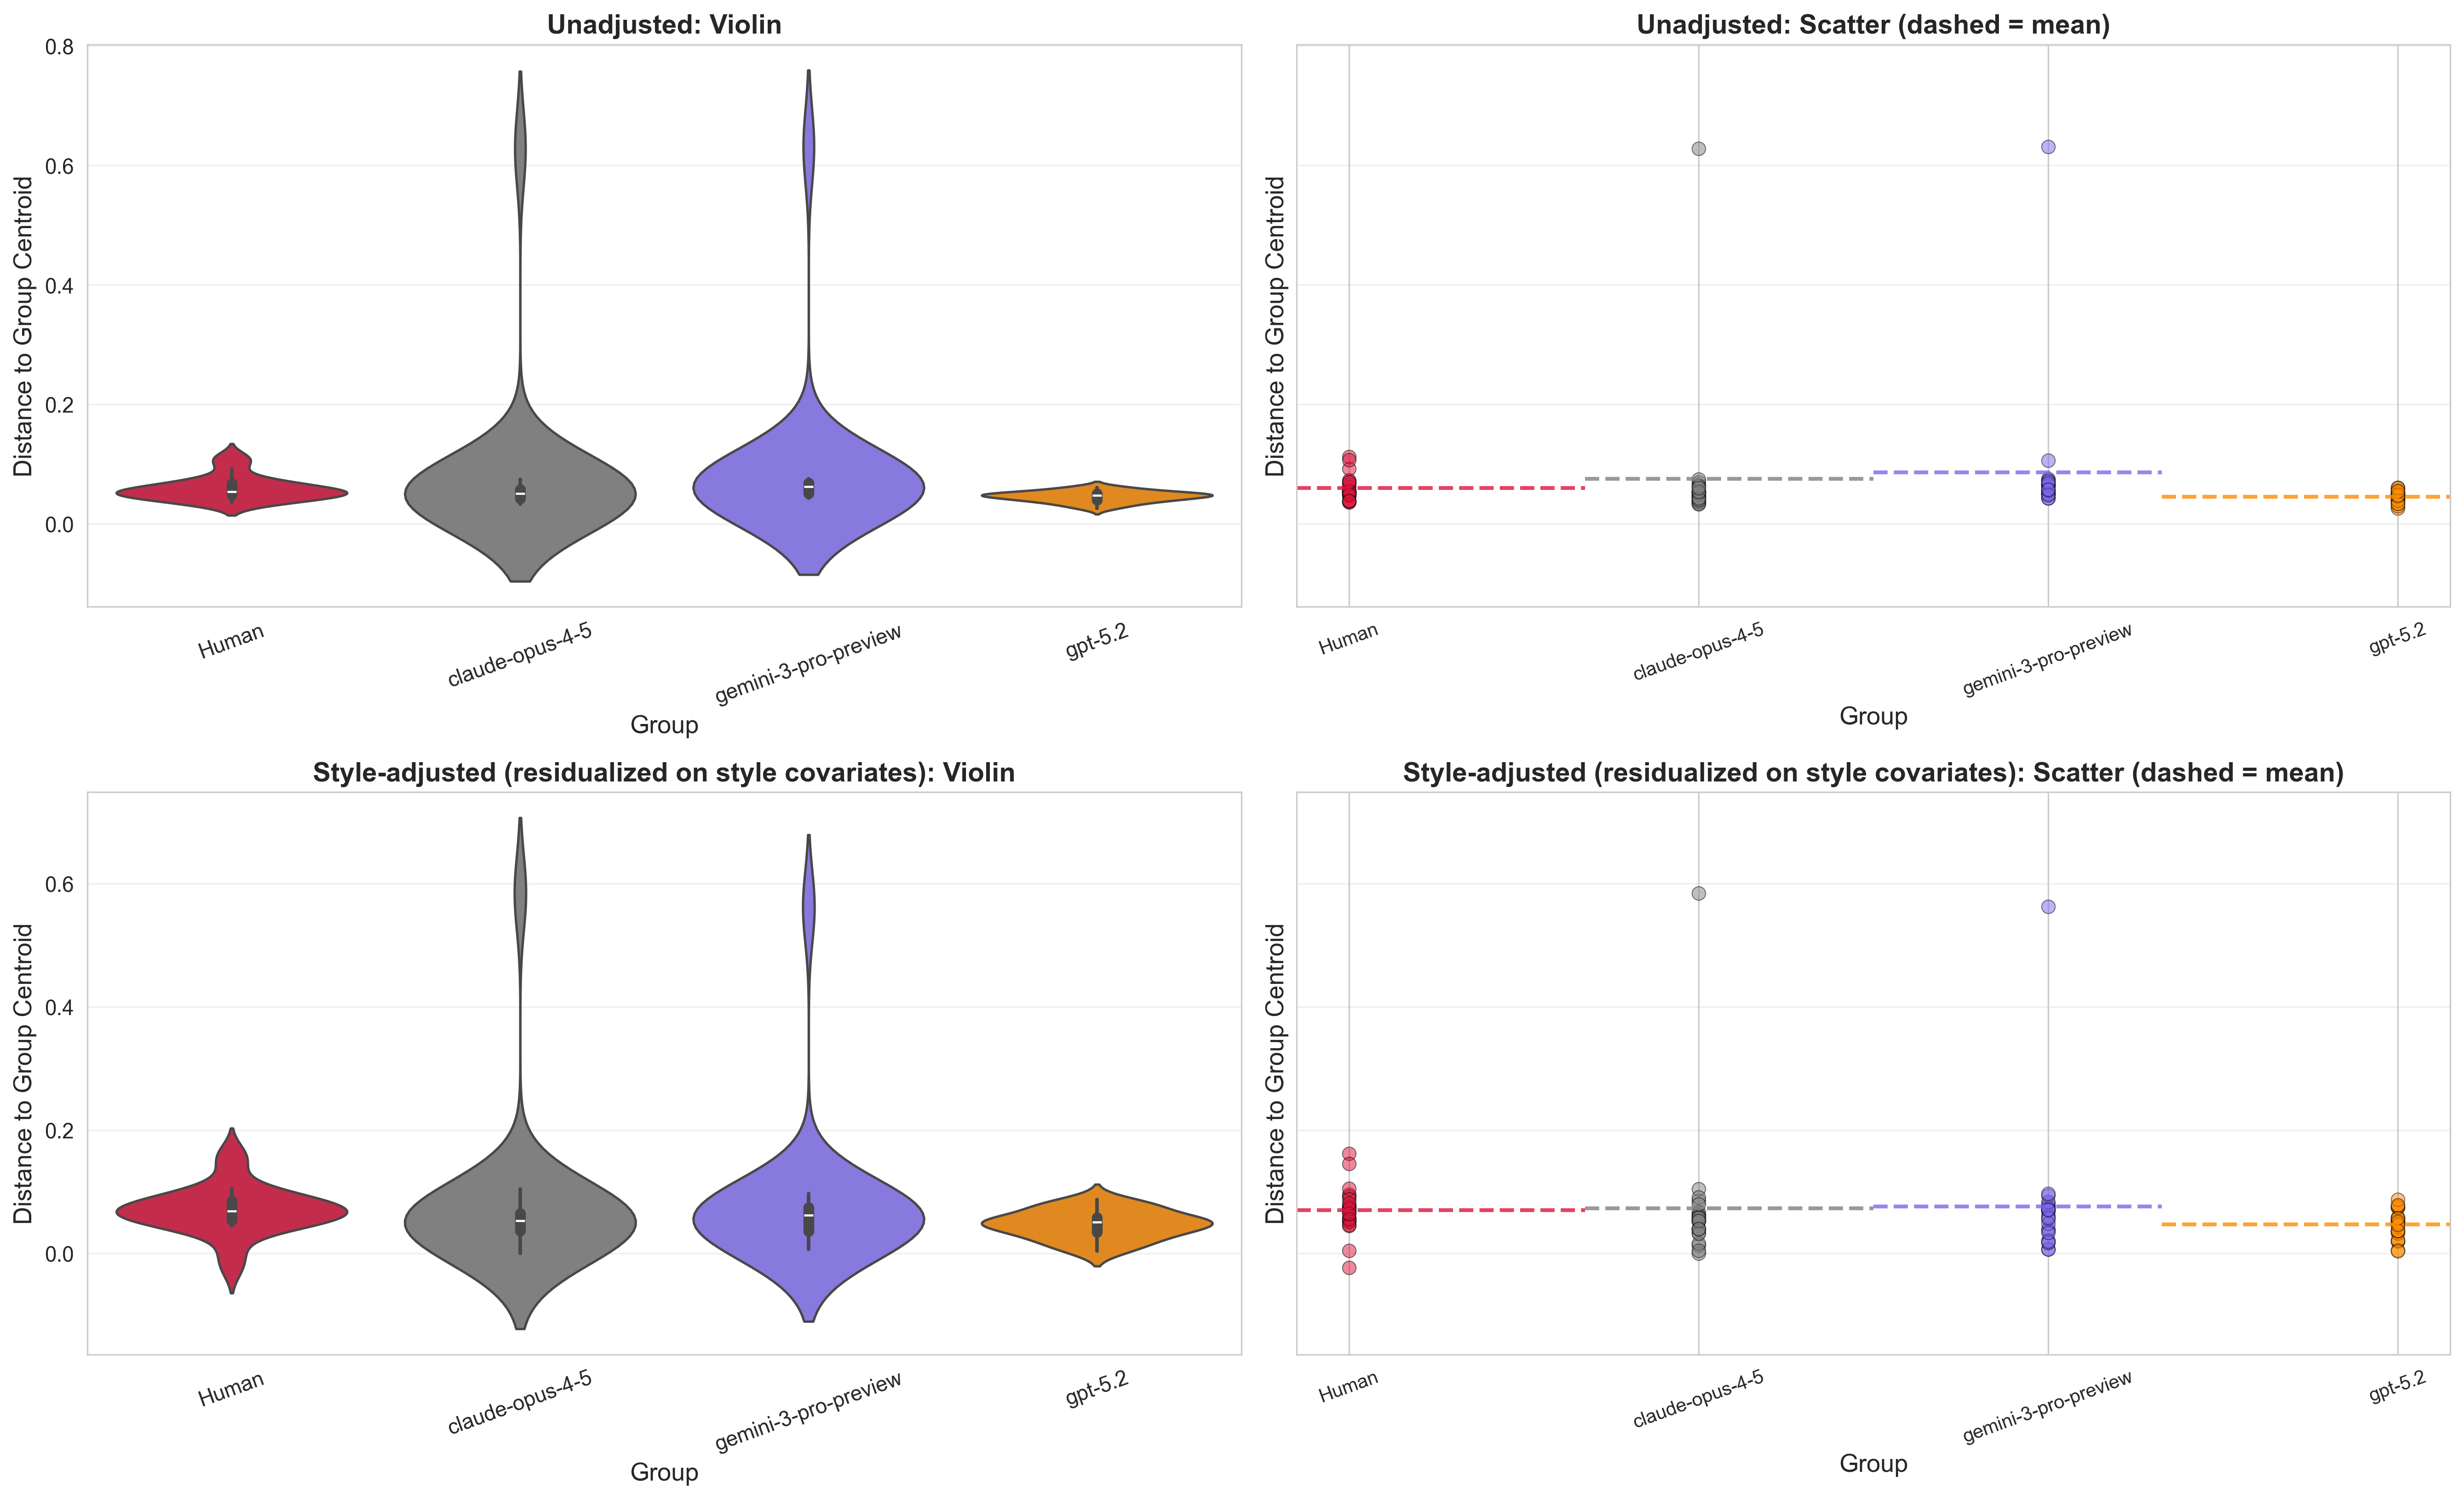 Unadjusted: Violin
Distance to Group Centroid
0.8
0.6
0.4
0.2
0.0
Human
claude-opus-4-5
gemini-3-pro-preview
gpt-5.2
Group
Unadjusted: Scatter (dashed = mean)
Distance to Group Centroid
Human
claude-opus-4-5
gemini-3-pro-preview
gpt-5.2
Group
Style-adjusted (residualized on style covariates): Violin
Distance to Group Centroid
0.6
0.4
0.2
0.0
Human
claude-opus-4-5
gemini-3-pro-preview
gpt-5.2
Group
Style-adjusted (residualized on style covariates): Scatter (dashed = mean)
Distance to Group Centroid
Human
claude-opus-4-5
gemini-3-pro-preview
gpt-5.2
Group